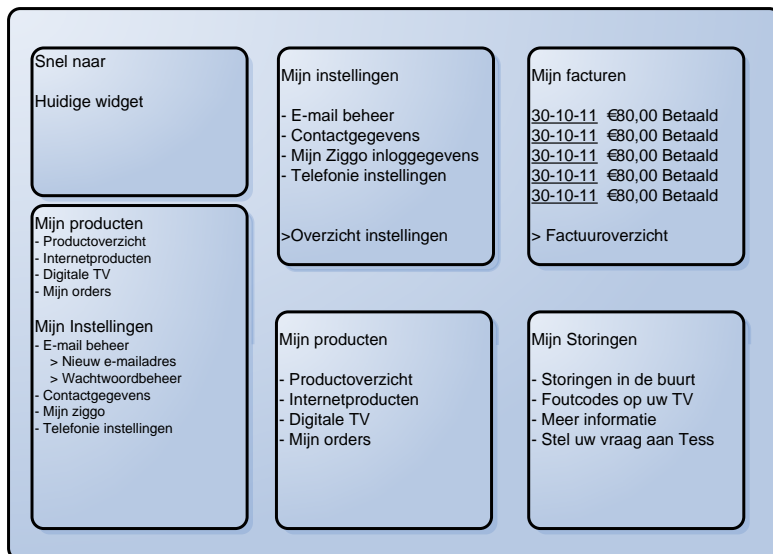 Snel naar
Huidige widget
Mijn producten
- Productoverzicht
- Internetproducten
- Digitale TV
- Mijn orders
Mijn Instellingen
- E-mail beheer
> Nieuw e-mailadres
> Wachtwoordbeheer
- Contactgegevens
- Mijn ziggo
- Telefonie instellingen
Mijn instellingen
- E-mail beheer
- Contactgegevens
- Mijn Ziggo inloggegevens
- Telefonie instellingen
>Overzicht instellingen
Mijn facturen
30-10-11 €80,00 Betaald
30-10-11 €80,00 Betaald
30-10-11 €80,00 Betaald
30-10-11 €80,00 Betaald
30-10-11 €80,00 Betaald
> Factuuroverzicht
Mijn producten
- Productoverzicht
- Internetproducten
- Digitale TV
- Mijn orders
Mijn Storingen
- Storingen in de buurt
- Foutcodes op uw TV
- Meer informatie
- Stel uw vraag aan Tess